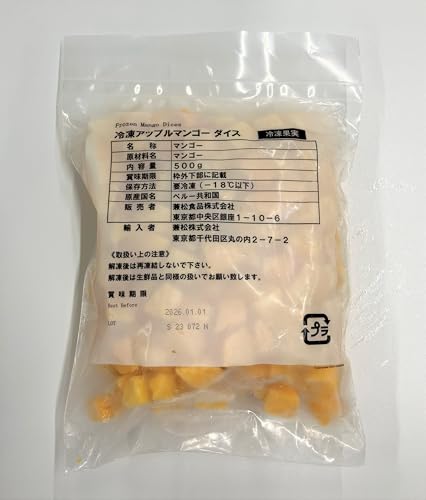 Frozen Mango Dices
冷凍アップルマンゴー ダイス 冷凍果実
名 称 マンゴー
原材料名 マンゴー
内 容 量 500g
賞味期限 枠外下部に記載
保存方法 要冷凍(-18℃以下)
原産国名 ペルー共和国
販 売 者 兼松食品株式会社
東京都中央区銀座1-10-6
輸 入 者 兼松株式会社
東京都千代田区丸の内2-7-2
《取扱い上の注意》
解凍後は再凍結しないで下さい。
解凍後は生鮮品と同様の扱いでお願い致します。
賞 味 期 限
Best Before
2026.01.01
LOT
S 23 072 N
プラ